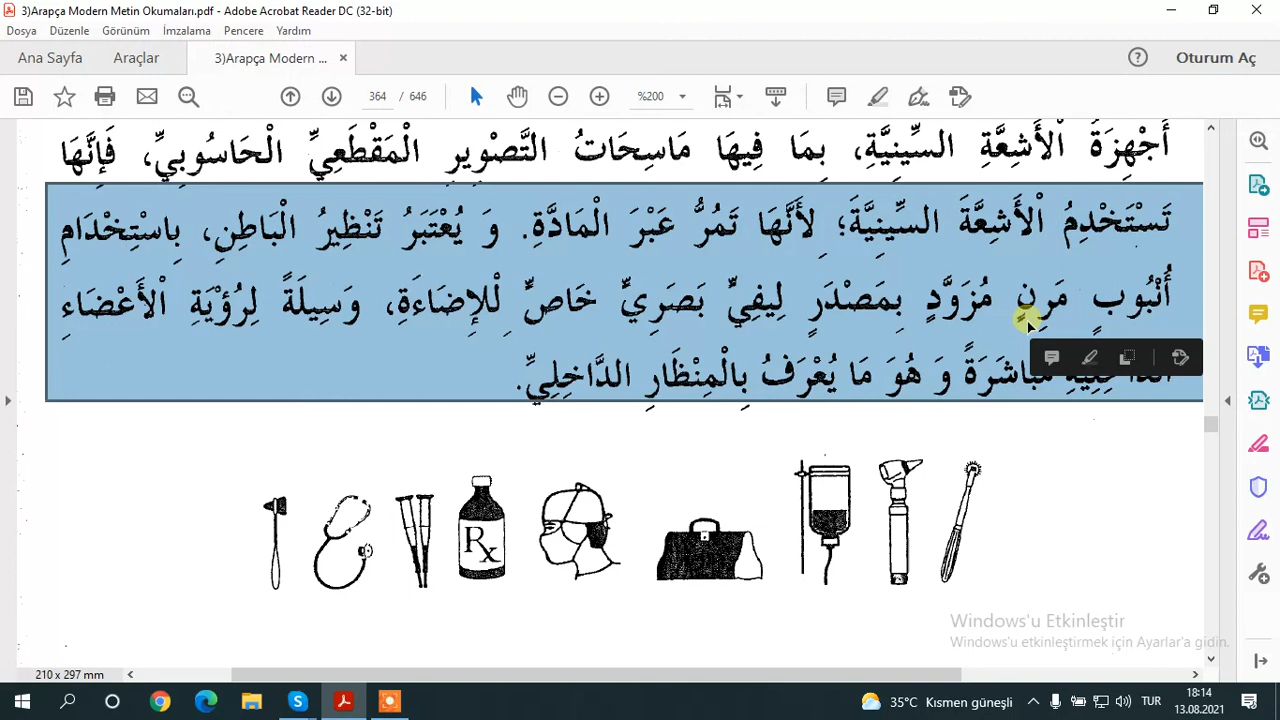 3)Arapça Modern Metin Okumaları.pdf - Adobe Acrobat Reader DC (32-bit)
Dosya Düzenle Görünüm İmzalama Pencere Yardım
Ana Sayfa Araçlar 3)Arapça Modern ... Oturum Aç
364 / 646 %200
أَجْهِزَةُ الْأَشِعَّةِ السِّينِيَّةِ، بِمَا فِيهَا مَاسِحَاتُ التَّصْوِيرِ الْمَقْطَعِيِّ الْحَاسُوبِيِّ، فَإِنَّهَا
تَسْتَخْدِمُ الْأَشِعَّةَ السِّينِيَّةَ؛ لِأَنَّهَا تَمُرُّ عَبْرَ الْمَادَّةِ. وَ يُعْتَبَرُ تَنْظِيرُ الْبَاطِنِ، بِاسْتِخْدَامِ
أُنْبُوبٍ مَرِنٍ مُزَوَّدٍ بِمَصْدَرٍ لِيفِيٍّ بَصَرِيٍّ خَاصٍّ لِلْإِضَاءَةِ، وَسِيلَةً لِرُؤْيَةِ الْأَعْضَاءِ
الدَّاخِلِيَّةِ مُبَاشَرَةً وَ هُوَ مَا يُعْرَفُ بِالْمِنْظَارِ الدَّاخِلِيِّ.
Rx
Windows'u Etkinleştir
Windows'u etkinleştirmek için Ayarlar'a gidin.
210 x 297 mm
35°C Kısmen güneşli TUR 18:14
13.08.2021